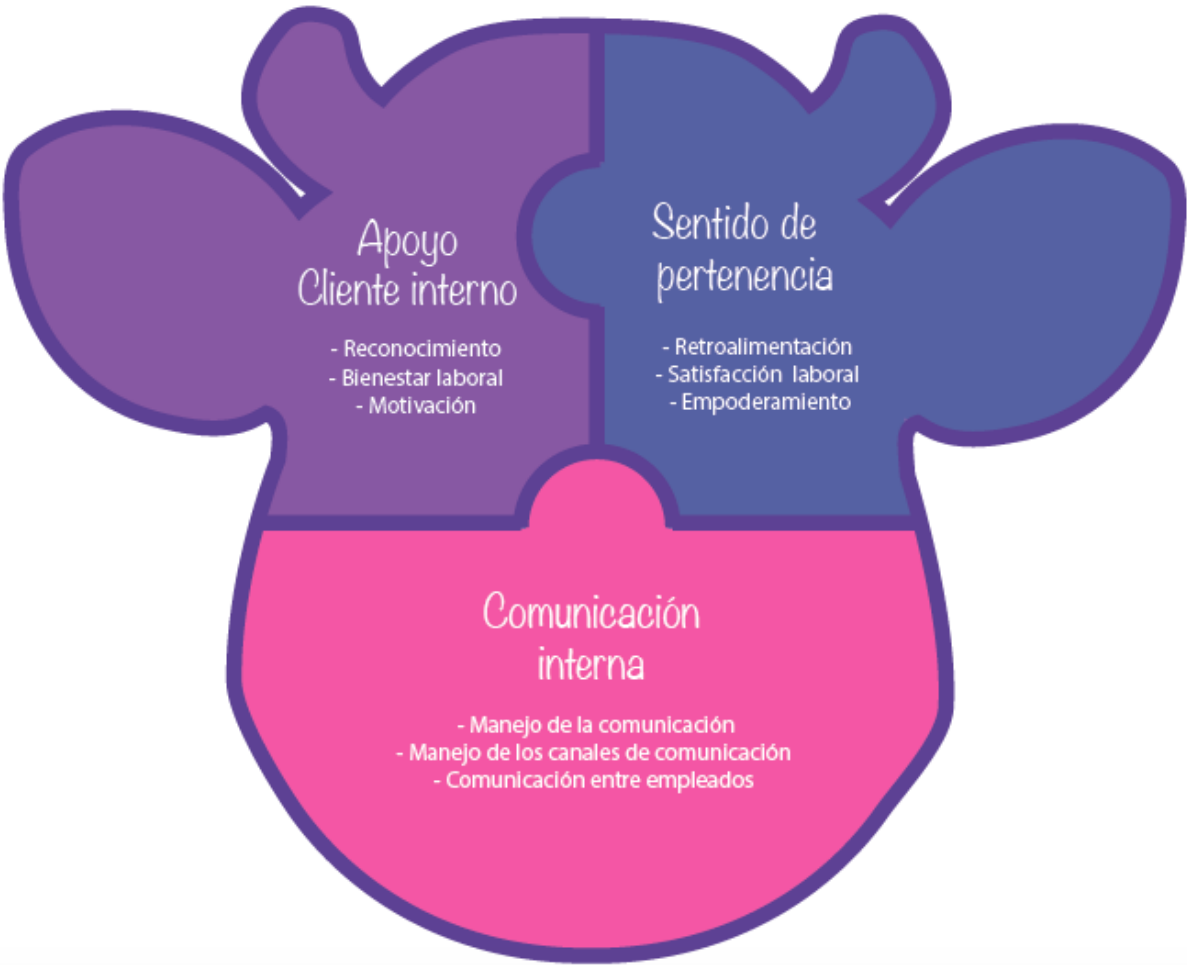 Apoyo
Cliente interno
- Reconocimiento
- Bienestar laboral
- Motivación
Sentido de
pertenencia
- Retroalimentación
- Satisfacción laboral
- Empoderamiento
Comunicación
interna
- Manejo de la comunicación
- Manejo de los canales de comunicación
- Comunicación entre empleados